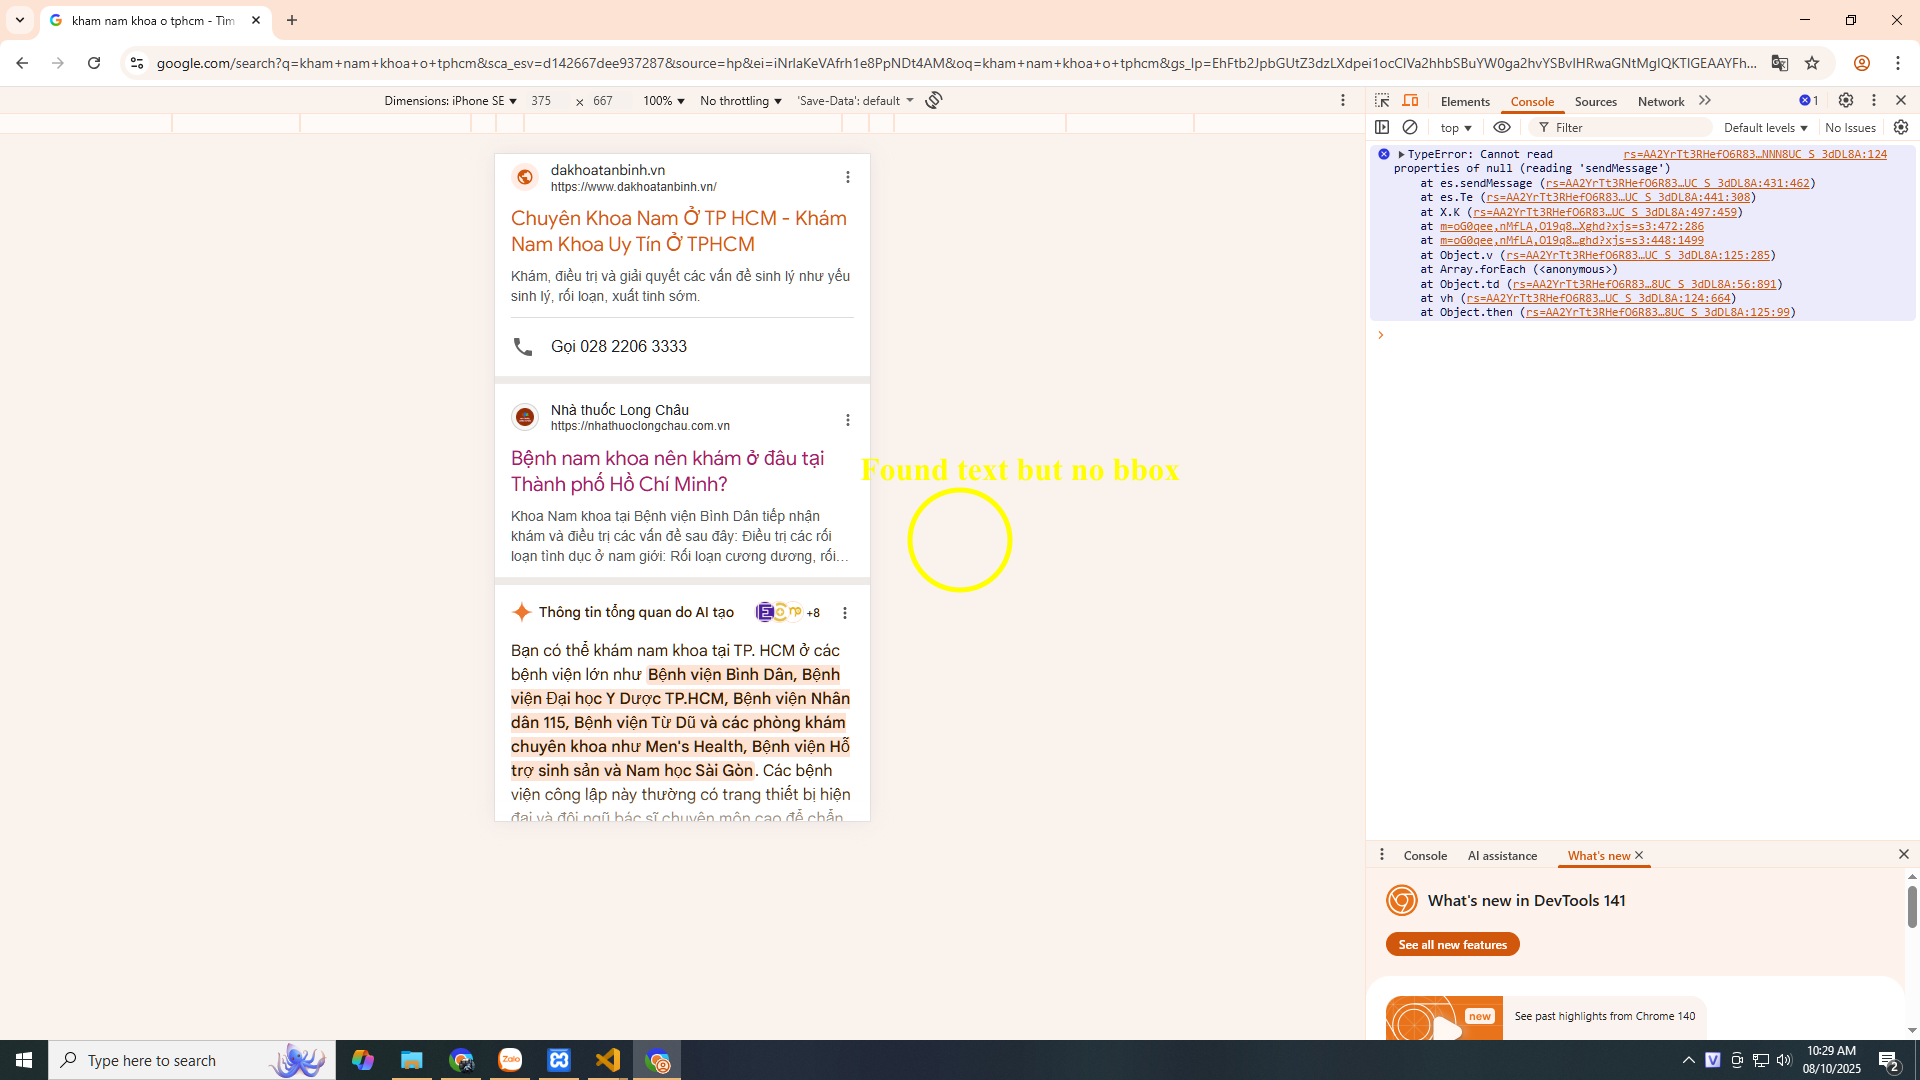 kham nam khoa o tphcm - Tìm
google.com/search?q=kham+nam+khoa+o+tphcm&sca_esv=d142667dee937287&source=hp&ei=iNrlaKeVAfrh1e8PpNDt4AM&oq=kham+nam+khoa+o+tphcm&gs_lp=EhFtb2JpbGUtZ3dzLXdpei1ocCIVa2hhbSBuYW0ga2hvYSBvIHRwaGNtMgIQKTIGEAAYFh...
Dimensions: iPhone SE
375
×
667
100%
No throttling
'Save-Data': default
Elements
Console
Sources
Network
1
top
Filter
Default levels
No Issues
TypeError: Cannot read
rs=AA2YrTt3RHefO6R83…NNN8UC_S_3dDL8A:124
properties of null (reading 'sendMessage')
at es.sendMessage (rs=AA2YrTt3RHefO6R83…UC_S_3dDL8A:431:462)
at es.Te (rs=AA2YrTt3RHefO6R83…UC_S_3dDL8A:441:308)
at X.K (rs=AA2YrTt3RHefO6R83…UC_S_3dDL8A:497:459)
at m=oG0qee,nMfLA,O19q8…Xghd?xjs=s3:472:286
at m=oG0qee,nMfLA,O19q8…ghd?xjs=s3:448:1499
at Object.v (rs=AA2YrTt3RHefO6R83…UC_S_3dDL8A:125:285)
at Array.forEach (<anonymous>)
at Object.td (rs=AA2YrTt3RHefO6R83…8UC_S_3dDL8A:56:891)
at vh (rs=AA2YrTt3RHefO6R83…UC_S_3dDL8A:124:664)
at Object.then (rs=AA2YrTt3RHefO6R83…8UC_S_3dDL8A:125:99)
dakhoatanbinh.vn
https://www.dakhoatanbinh.vn/
Chuyên Khoa Nam Ở TP HCM - Khám
Nam Khoa Uy Tín Ở TPHCM
Khám, điều trị và giải quyết các vấn đề sinh lý như yếu
sinh lý, rối loạn, xuất tinh sớm.
Gọi 028 2206 3333
Nhà thuốc Long Châu
https://nhathuoclongchau.com.vn
Bệnh nam khoa nên khám ở đâu tại
Thành phố Hồ Chí Minh?
Khoa Nam khoa tại Bệnh viện Bình Dân tiếp nhận
khám và điều trị các vấn đề sau đây: Điều trị các rối
loạn tình dục ở nam giới: Rối loạn cương dương, rối…
Found text but no bbox
Thông tin tổng quan do AI tạo
+8
Bạn có thể khám nam khoa tại TP. HCM ở các
bệnh viện lớn như Bệnh viện Bình Dân, Bệnh
viện Đại học Y Dược TP.HCM, Bệnh viện Nhân
dân 115, Bệnh viện Từ Dũ và các phòng khám
chuyên khoa như Men's Health, Bệnh viện Hỗ
trợ sinh sản và Nam học Sài Gòn. Các bệnh
viện công lập này thường có trang thiết bị hiện
đại và đội ngũ bác sĩ chuyên môn cao để chẩn
Console
AI assistance
What's new
What's new in DevTools 141
See all new features
new
See past highlights from Chrome 140
Type here to search
Zalo
V
10:29 AM
08/10/2025
2